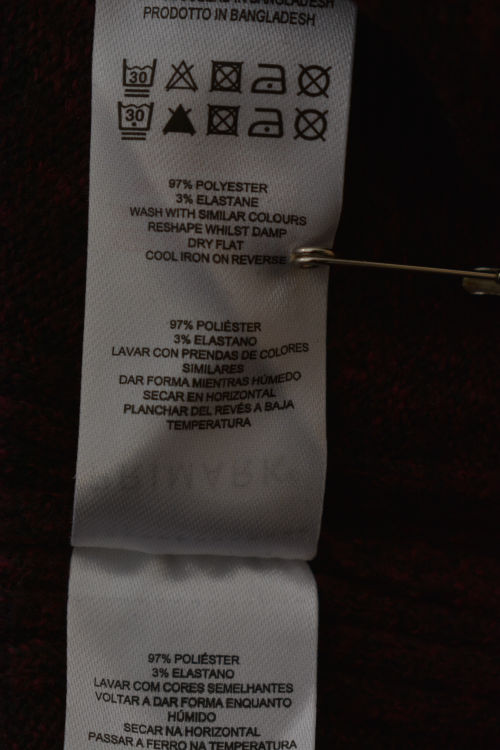 PRODOTTO IN BANGLADESH
30
30
97% POLYESTER
3% ELASTANE
WASH WITH SIMILAR COLOURS
RESHAPE WHILST DAMP
DRY FLAT
COOL IRON ON REVERSE
97% POLIÉSTER
3% ELASTANO
LAVAR CON PRENDAS DE COLORES
SIMILARES
DAR FORMA MIENTRAS HÚMEDO
SECAR EN HORIZONTAL
PLANCHAR DEL REVÉS A BAJA
TEMPERATURA
97% POLIÉSTER
3% ELASTANO
LAVAR COM CORES SEMELHANTES
VOLTAR A DAR FORMA ENQUANTO
HÚMIDO
SECAR NA HORIZONTAL
PASSAR A FERRO NA TEMPERATURA